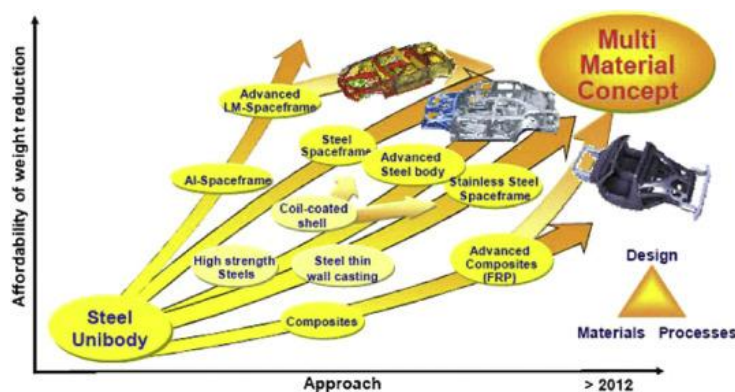 Affordability of weight reduction
Multi
Material
Concept
Advanced
LM-Spaceframe
Steel
Spaceframe
Advanced
Steel body
Al-Spaceframe
Stainless Steel
Spaceframe
Coil-coated
shell
High strength
Steels
Steel thin
wall casting
Advanced
Composites
(FRP)
Design
Steel
Unibody
Composites
Materials Processes
Approach
> 2012